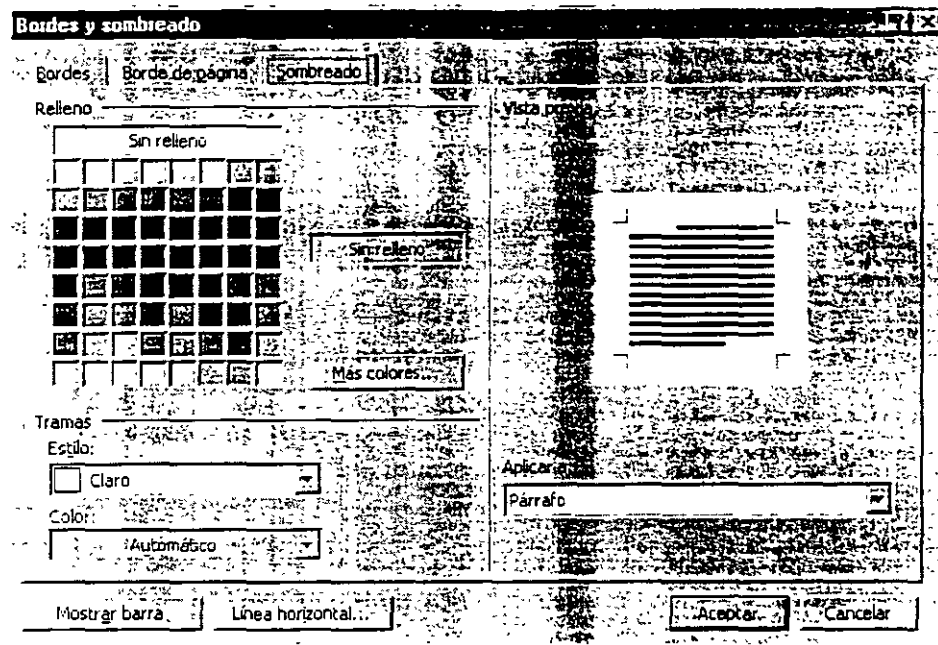 Bordes y sombreado
Bordes
Borde de página
Sombreado
Relleno
Sin relleno
Sin relleno
Más colores...
Tramas
Estilo:
Claro
Color:
Automático
Vista previa
Aplicar a:
Párrafo
Mostrar barra
Línea horizontal...
Aceptar
Cancelar